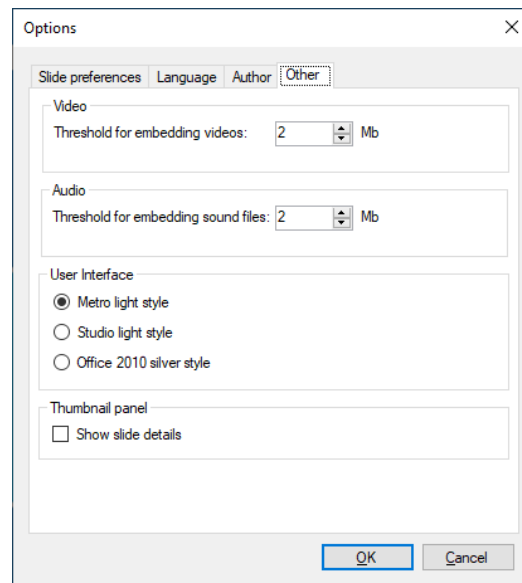 Options
Slide preferences Language Author Other
Video
Threshold for embedding videos: 2 Mb
Audio
Threshold for embedding sound files: 2 Mb
User Interface
Metro light style
Studio light style
Office 2010 silver style
Thumbnail panel
Show slide details
OK Cancel